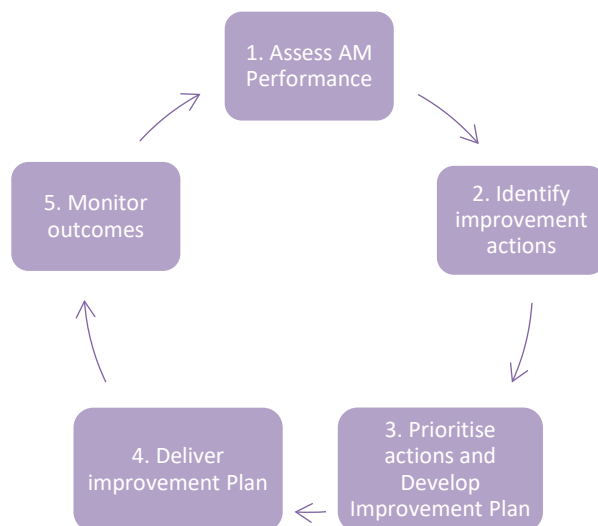 1. Assess AM
Performance
2. Identify
improvement
actions
3. Prioritise
actions and
Develop
Improvement Plan
4. Deliver
improvement Plan
5. Monitor
outcomes